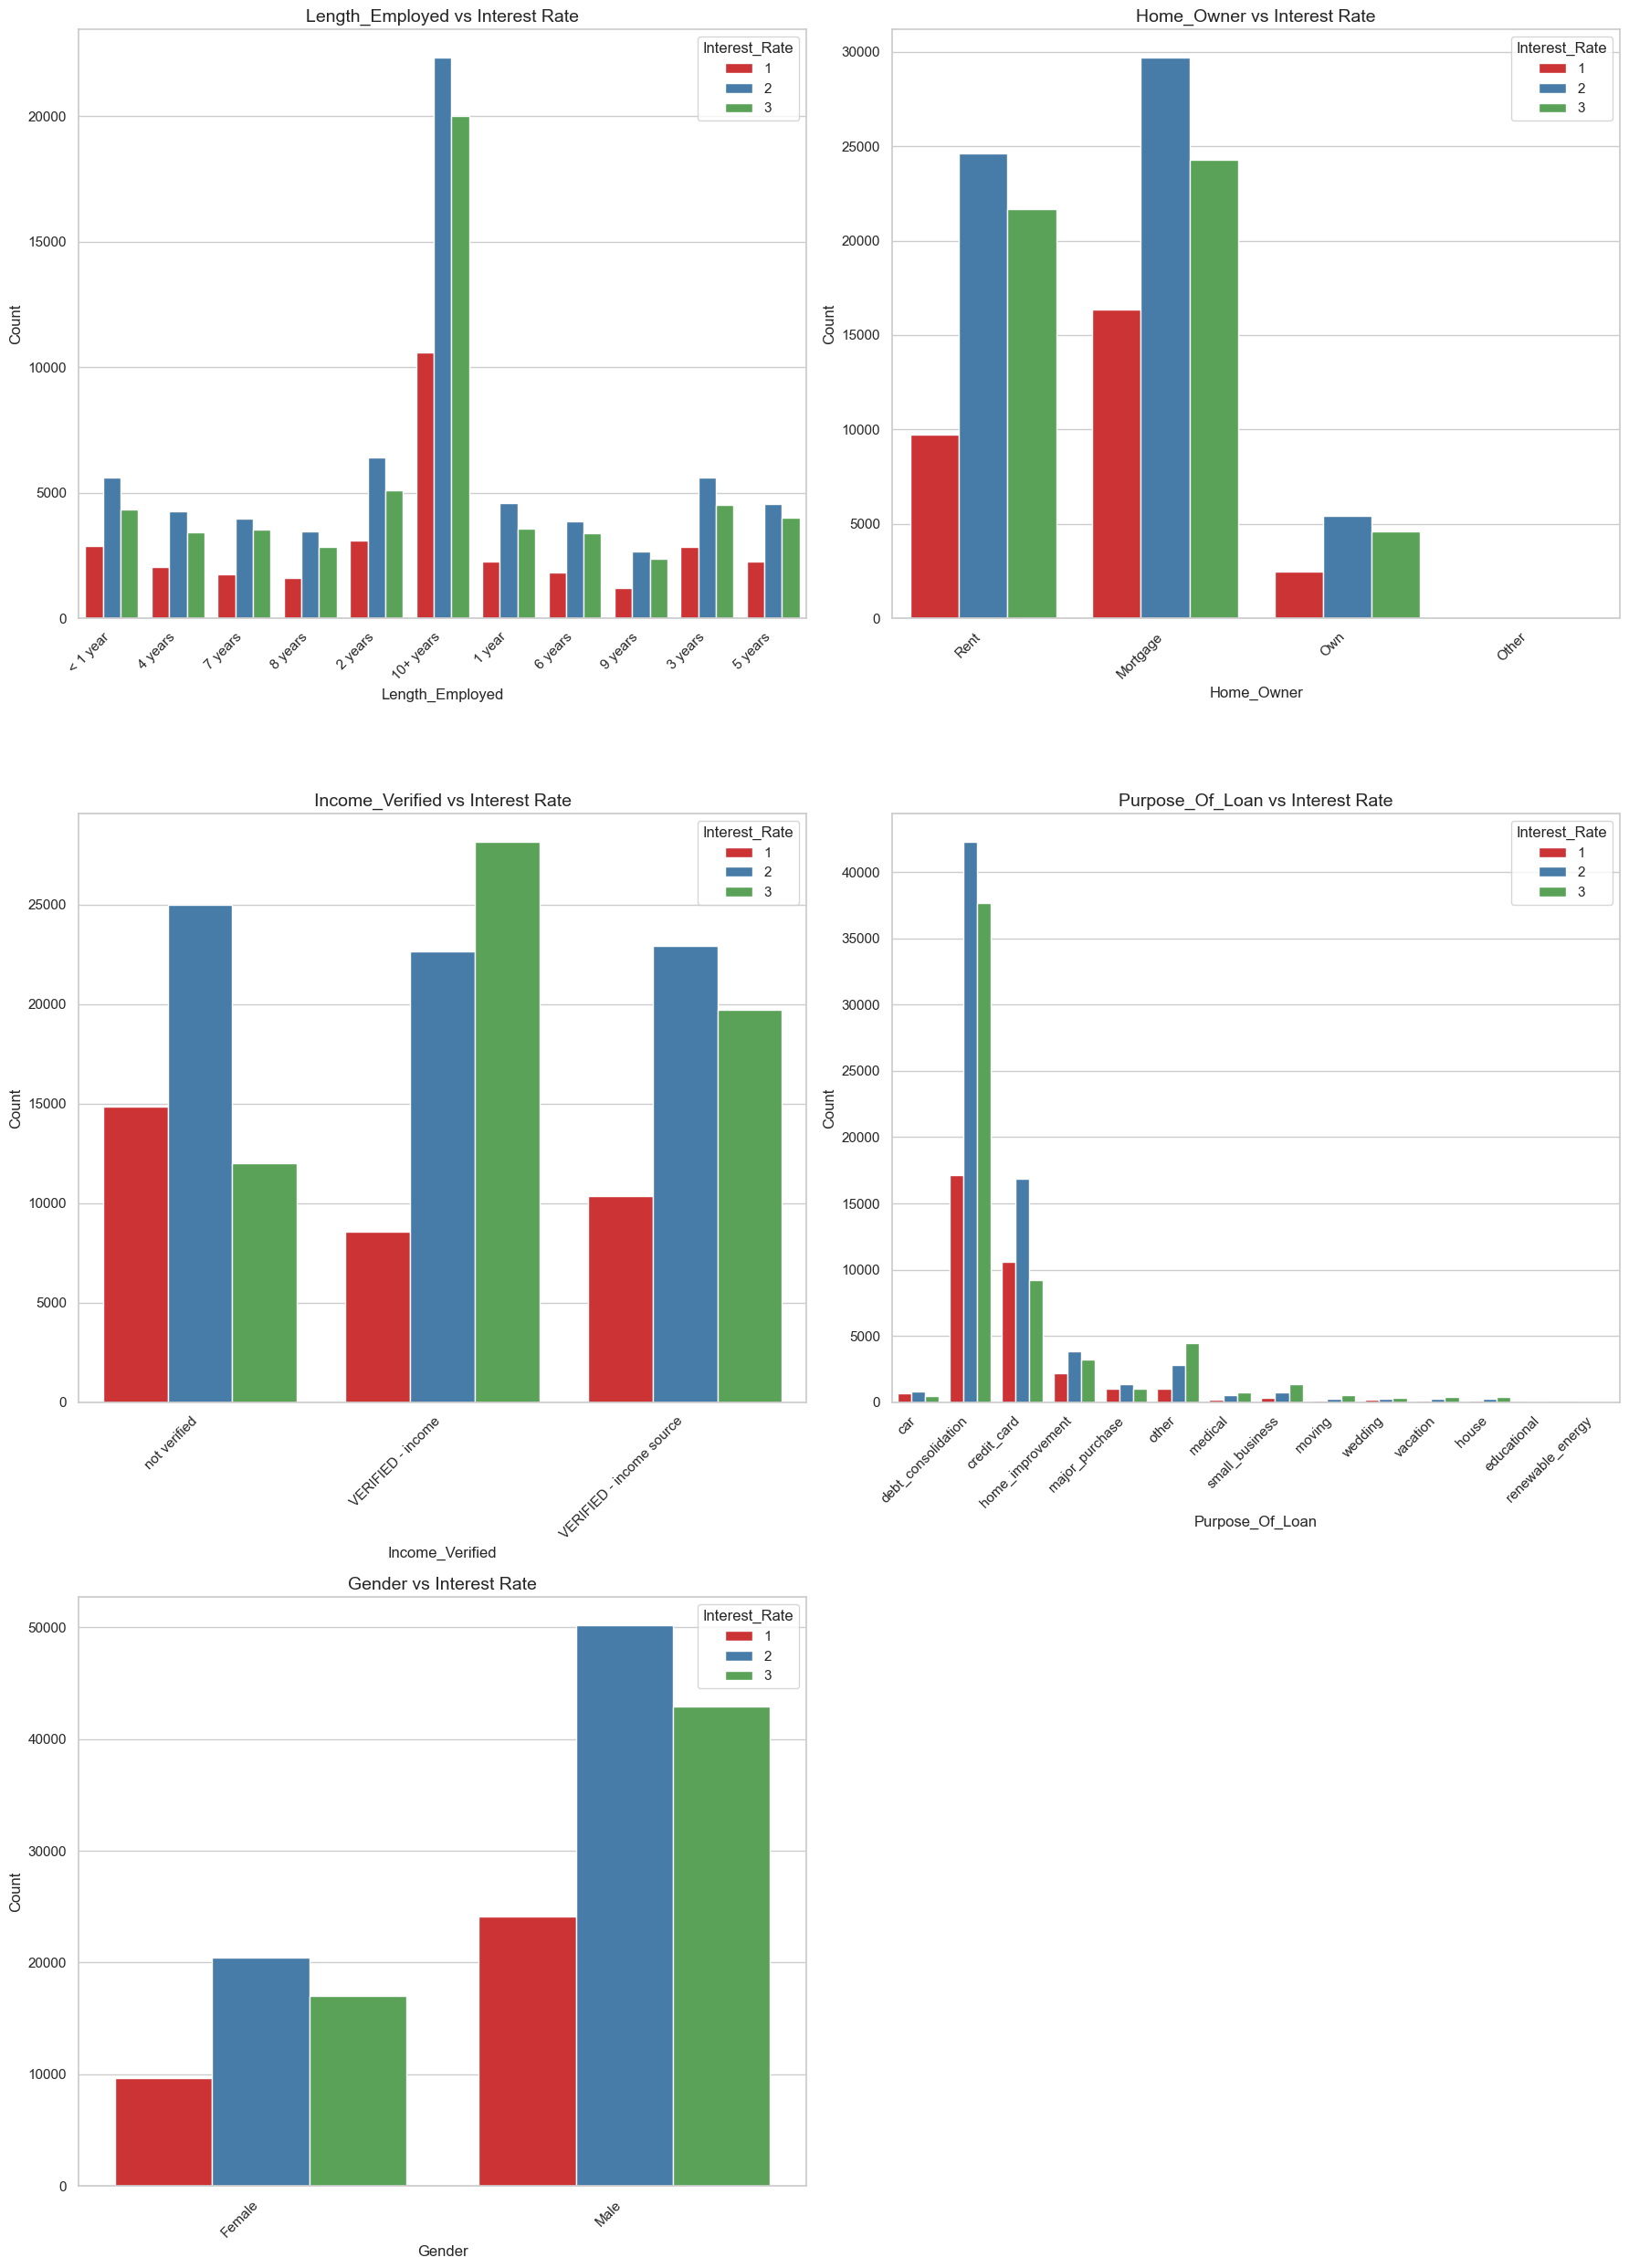 Length_Employed vs Interest Rate
Interest_Rate
1
2
3
Count
20000
15000
10000
5000
0
< 1 year
4 years
7 years
8 years
2 years
10+ years
1 year
6 years
9 years
3 years
5 years
Length_Employed
Home_Owner vs Interest Rate
Interest_Rate
1
2
3
Count
30000
25000
20000
15000
10000
5000
0
Rent
Mortgage
Own
Other
Home_Owner
Income_Verified vs Interest Rate
Interest_Rate
1
2
3
Count
25000
20000
15000
10000
5000
0
not verified
VERIFIED - income
VERIFIED - income source
Income_Verified
Purpose_Of_Loan vs Interest Rate
Interest_Rate
1
2
3
Count
40000
35000
30000
25000
20000
15000
10000
5000
0
car
debt_consolidation
credit_card
home_improvement
major_purchase
other
medical
small_business
moving
wedding
vacation
house
educational
renewable_energy
Purpose_Of_Loan
Gender vs Interest Rate
Interest_Rate
1
2
3
Count
50000
40000
30000
20000
10000
0
Female
Male
Gender